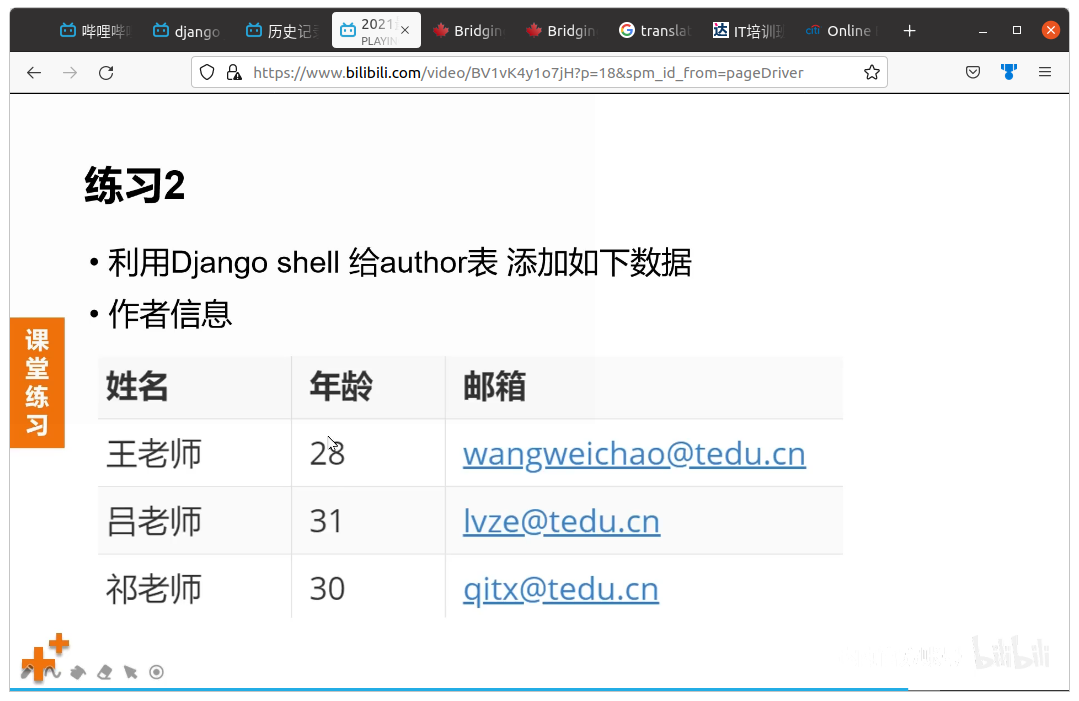 哔哩哔哩
django
历史记
2021
PLAYIN
Bridgin
Bridgin
translat
IT培训班
Online
https://www.bilibili.com/video/BV1vK4y1o7jH?p=18&spm_id_from=pageDriver
练习2
• 利用Django shell 给author表 添加如下数据
• 作者信息
课堂练习
姓名 年龄 邮箱
王老师 28 wangweichao@tedu.cn
吕老师 31 lvze@tedu.cn
祁老师 30 qitx@tedu.cn
bilibili